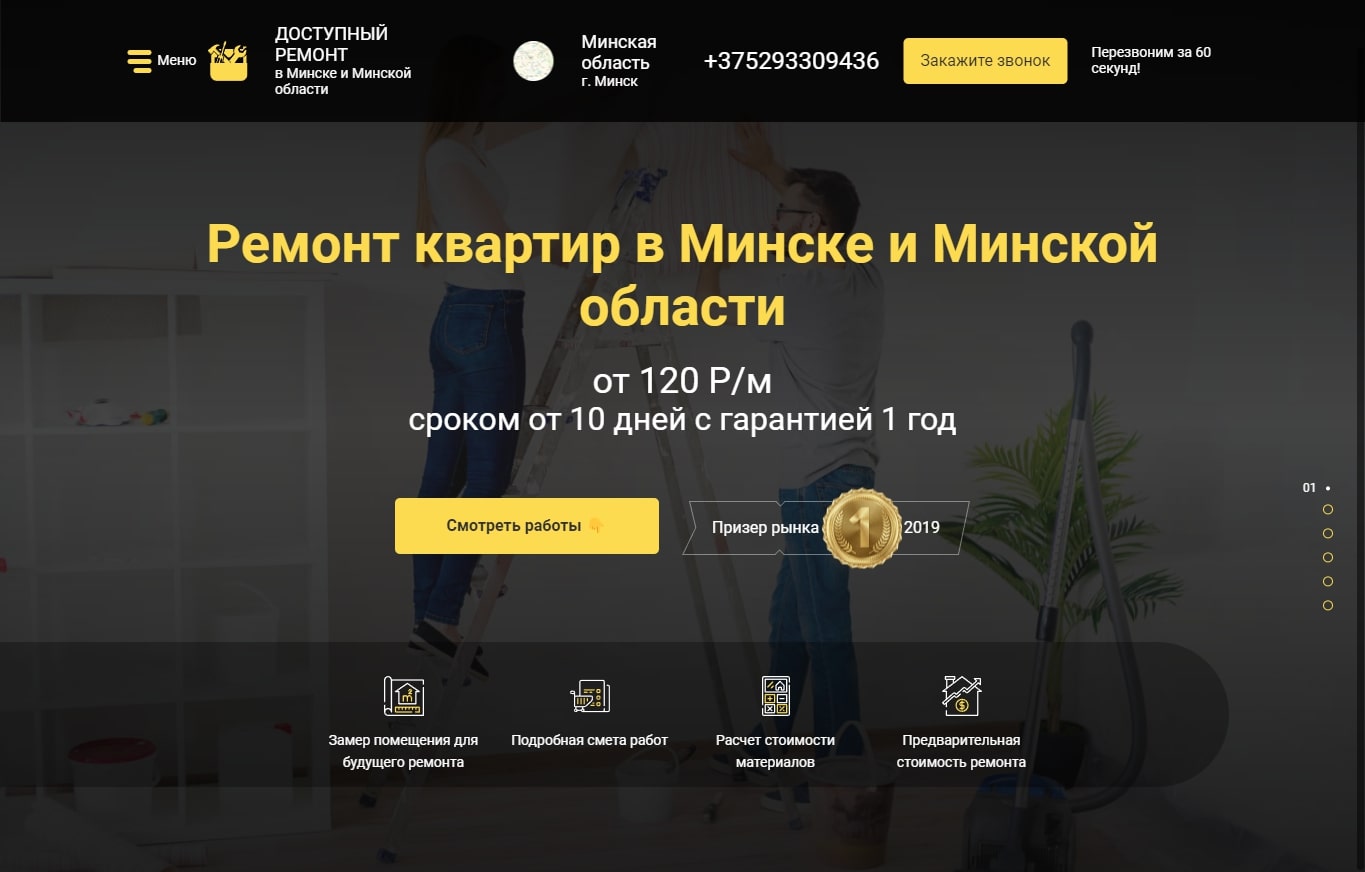 Меню
ДОСТУПНЫЙ
РЕМОНТ
в Минске и Минской
области
Минская
область
г. Минск
+375293309436
Закажите звонок
Перезвоним за 60
секунд!
Ремонт квартир в Минске и Минской
области
от 120 Р/м
сроком от 10 дней с гарантией 1 год
Смотреть работы 👇
Призер рынка 1 2019
01
Замер помещения для
будущего ремонта
Подробная смета работ
Расчет стоимости
материалов
Предварительная
стоимость ремонта